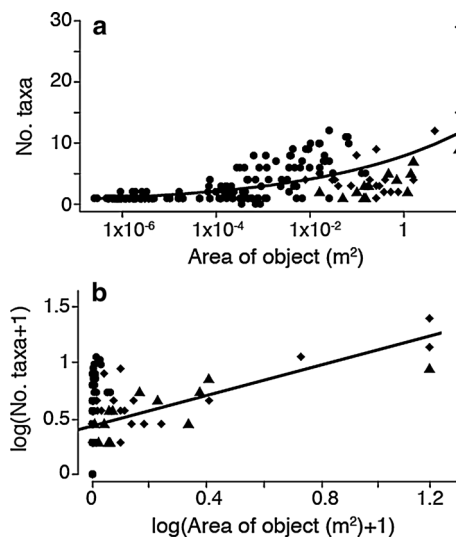 a
30
20
10
0
No. taxa
1x10⁻⁶
1x10⁻⁴
1x10⁻²
1
Area of object (m²)
b
1.5
1
0.5
0
log(No. taxa+1)
0
0.4
0.8
1.2
log(Area of object (m²)+1)